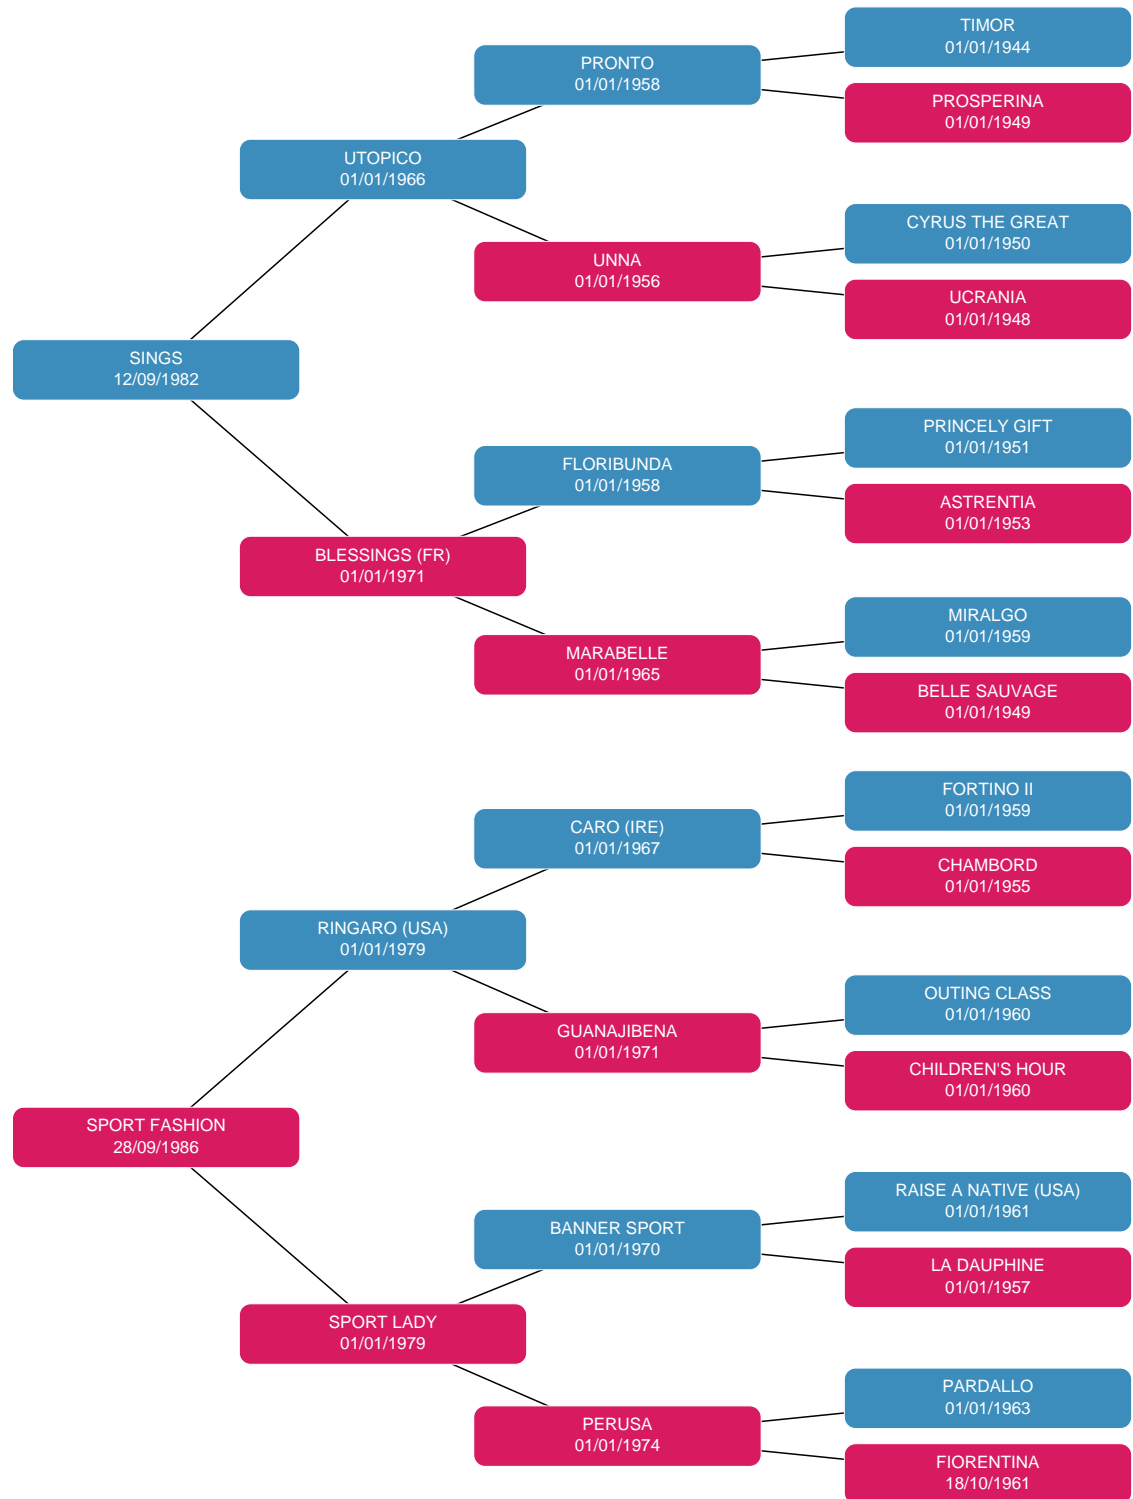 TIMOR
01/01/1944
PRONTO
01/01/1958
PROSPERINA
01/01/1949
UTOPICO
01/01/1966
CYRUS THE GREAT
01/01/1950
UNNA
01/01/1956
UCRANIA
01/01/1948
SINGS
12/09/1982
PRINCELY GIFT
01/01/1951
FLORIBUNDA
01/01/1958
ASTRENTIA
01/01/1953
BLESSINGS (FR)
01/01/1971
MIRALGO
01/01/1959
MARABELLE
01/01/1965
BELLE SAUVAGE
01/01/1949
FORTINO II
01/01/1959
CARO (IRE)
01/01/1967
CHAMBORD
01/01/1955
RINGARO (USA)
01/01/1979
OUTING CLASS
01/01/1960
GUANAJIBENA
01/01/1971
CHILDREN'S HOUR
01/01/1960
SPORT FASHION
28/09/1986
RAISE A NATIVE (USA)
01/01/1961
BANNER SPORT
01/01/1970
LA DAUPHINE
01/01/1957
SPORT LADY
01/01/1979
PARDALLO
01/01/1963
PERUSA
01/01/1974
FIORENTINA
18/10/1961